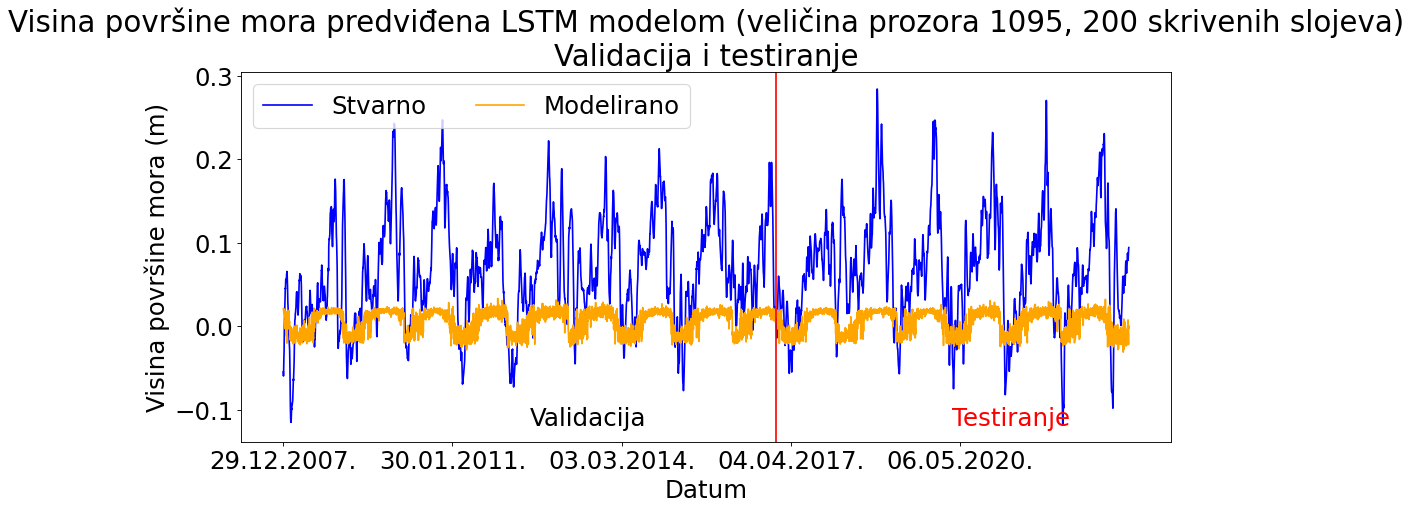 Visina površine mora predviđena LSTM modelom (veličina prozora 1095, 200 skrivenih slojeva)
Validacija i testiranje
Stvarno
Modelirano
Visina površine mora (m)
0.3
0.2
0.1
0.0
−0.1
Validacija
Testiranje
29.12.2007.
30.01.2011.
03.03.2014.
04.04.2017.
06.05.2020.
Datum